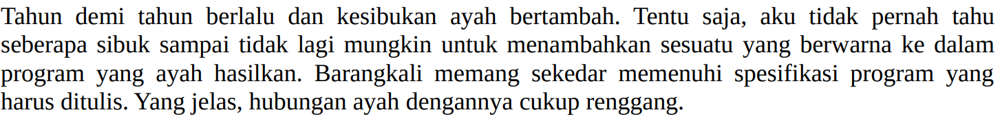 Tahun demi tahun berlalu dan kesibukan ayah bertambah. Tentu saja, aku tidak pernah tahu
seberapa sibuk sampai tidak lagi mungkin untuk menambahkan sesuatu yang berwarna ke dalam
program yang ayah hasilkan. Barangkali memang sekedar memenuhi spesifikasi program yang
harus ditulis. Yang jelas, hubungan ayah dengannya cukup renggang.